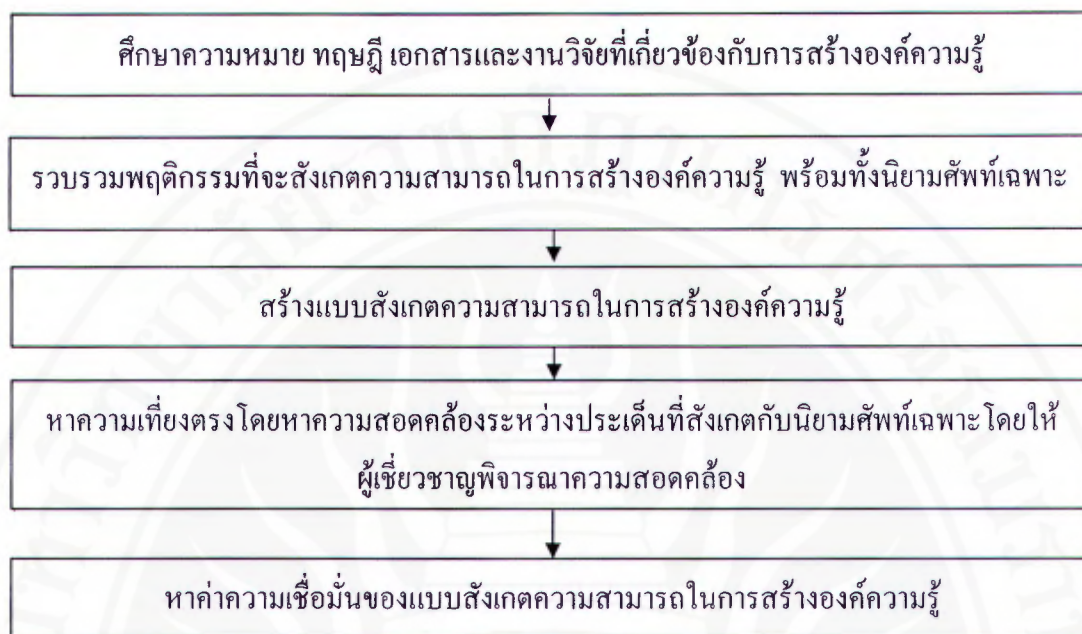 ศึกษาความหมาย ทฤษฎี เอกสารและงานวิจัยที่เกี่ยวข้องกับการสร้างองค์ความรู้
รวบรวมพฤติกรรมที่จะสังเกตความสามารถในการสร้างองค์ความรู้ พร้อมทั้งนิยามศัพท์เฉพาะ
สร้างแบบสังเกตความสามารถในการสร้างองค์ความรู้
หาความเที่ยงตรงโดยหาความสอดคล้องระหว่างประเด็นที่สังเกตกับนิยามศัพท์เฉพาะ โดยให้
ผู้เชี่ยวชาญพิจารณาความสอดคล้อง
หาค่าความเชื่อมั่นของแบบสังเกตความสามารถในการสร้างองค์ความรู้